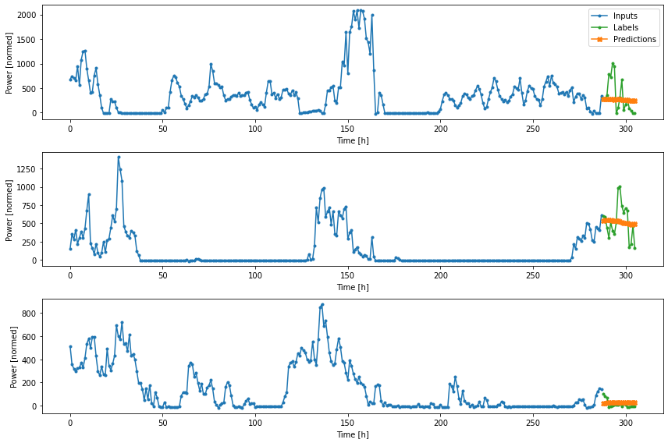 2000
1500
1000
500
0
Power [normed]
Inputs
Labels
Predictions
0 50 100 150 200 250 300
Time [h]
1250
1000
750
500
250
0
Power [normed]
0 50 100 150 200 250 300
Time [h]
800
600
400
200
0
Power [normed]
0 50 100 150 200 250 300
Time [h]